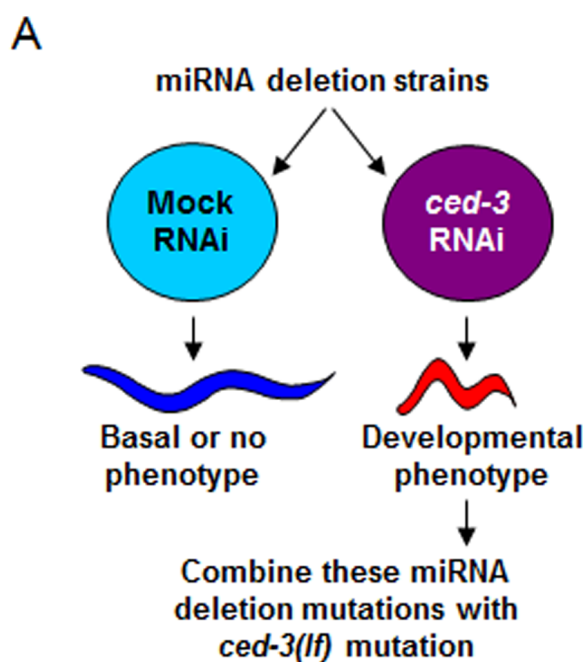 A
miRNA deletion strains
Mock
RNAi
ced-3
RNAi
Basal or no
phenotype
Developmental
phenotype
Combine these miRNA
deletion mutations with
ced-3(lf) mutation